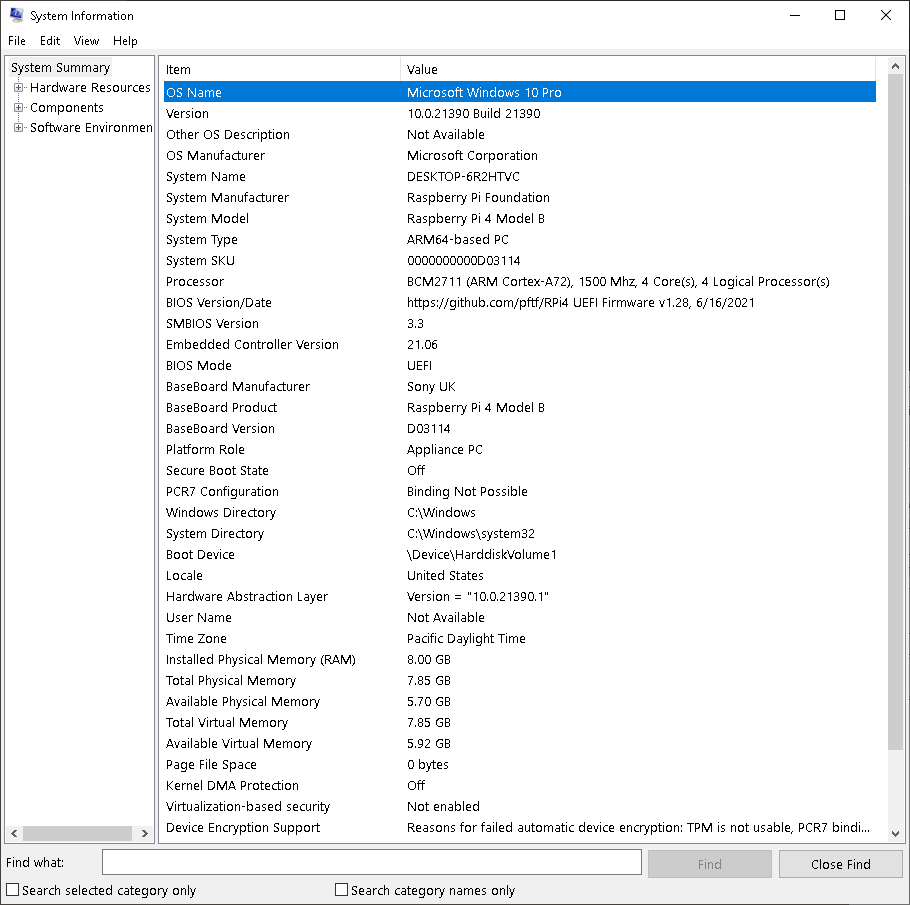 System Information
File Edit View Help
System Summary
Hardware Resources
Components
Software Environmen
Item Value
OS Name Microsoft Windows 10 Pro
Version 10.0.21390 Build 21390
Other OS Description Not Available
OS Manufacturer Microsoft Corporation
System Name DESKTOP-6R2HTVC
System Manufacturer Raspberry Pi Foundation
System Model Raspberry Pi 4 Model B
System Type ARM64-based PC
System SKU 0000000000D03114
Processor BCM2711 (ARM Cortex-A72), 1500 Mhz, 4 Core(s), 4 Logical Processor(s)
BIOS Version/Date https://github.com/pftf/RPi4 UEFI Firmware v1.28, 6/16/2021
SMBIOS Version 3.3
Embedded Controller Version 21.06
BIOS Mode UEFI
BaseBoard Manufacturer Sony UK
BaseBoard Product Raspberry Pi 4 Model B
BaseBoard Version D03114
Platform Role Appliance PC
Secure Boot State Off
PCR7 Configuration Binding Not Possible
Windows Directory C:\Windows
System Directory C:\Windows\system32
Boot Device \Device\HarddiskVolume1
Locale United States
Hardware Abstraction Layer Version = "10.0.21390.1"
User Name Not Available
Time Zone Pacific Daylight Time
Installed Physical Memory (RAM) 8.00 GB
Total Physical Memory 7.85 GB
Available Physical Memory 5.70 GB
Total Virtual Memory 7.85 GB
Available Virtual Memory 5.92 GB
Page File Space 0 bytes
Kernel DMA Protection Off
Virtualization-based security Not enabled
Device Encryption Support Reasons for failed automatic device encryption: TPM is not usable, PCR7 bindi...
Find what: Find Close Find
Search selected category only Search category names only